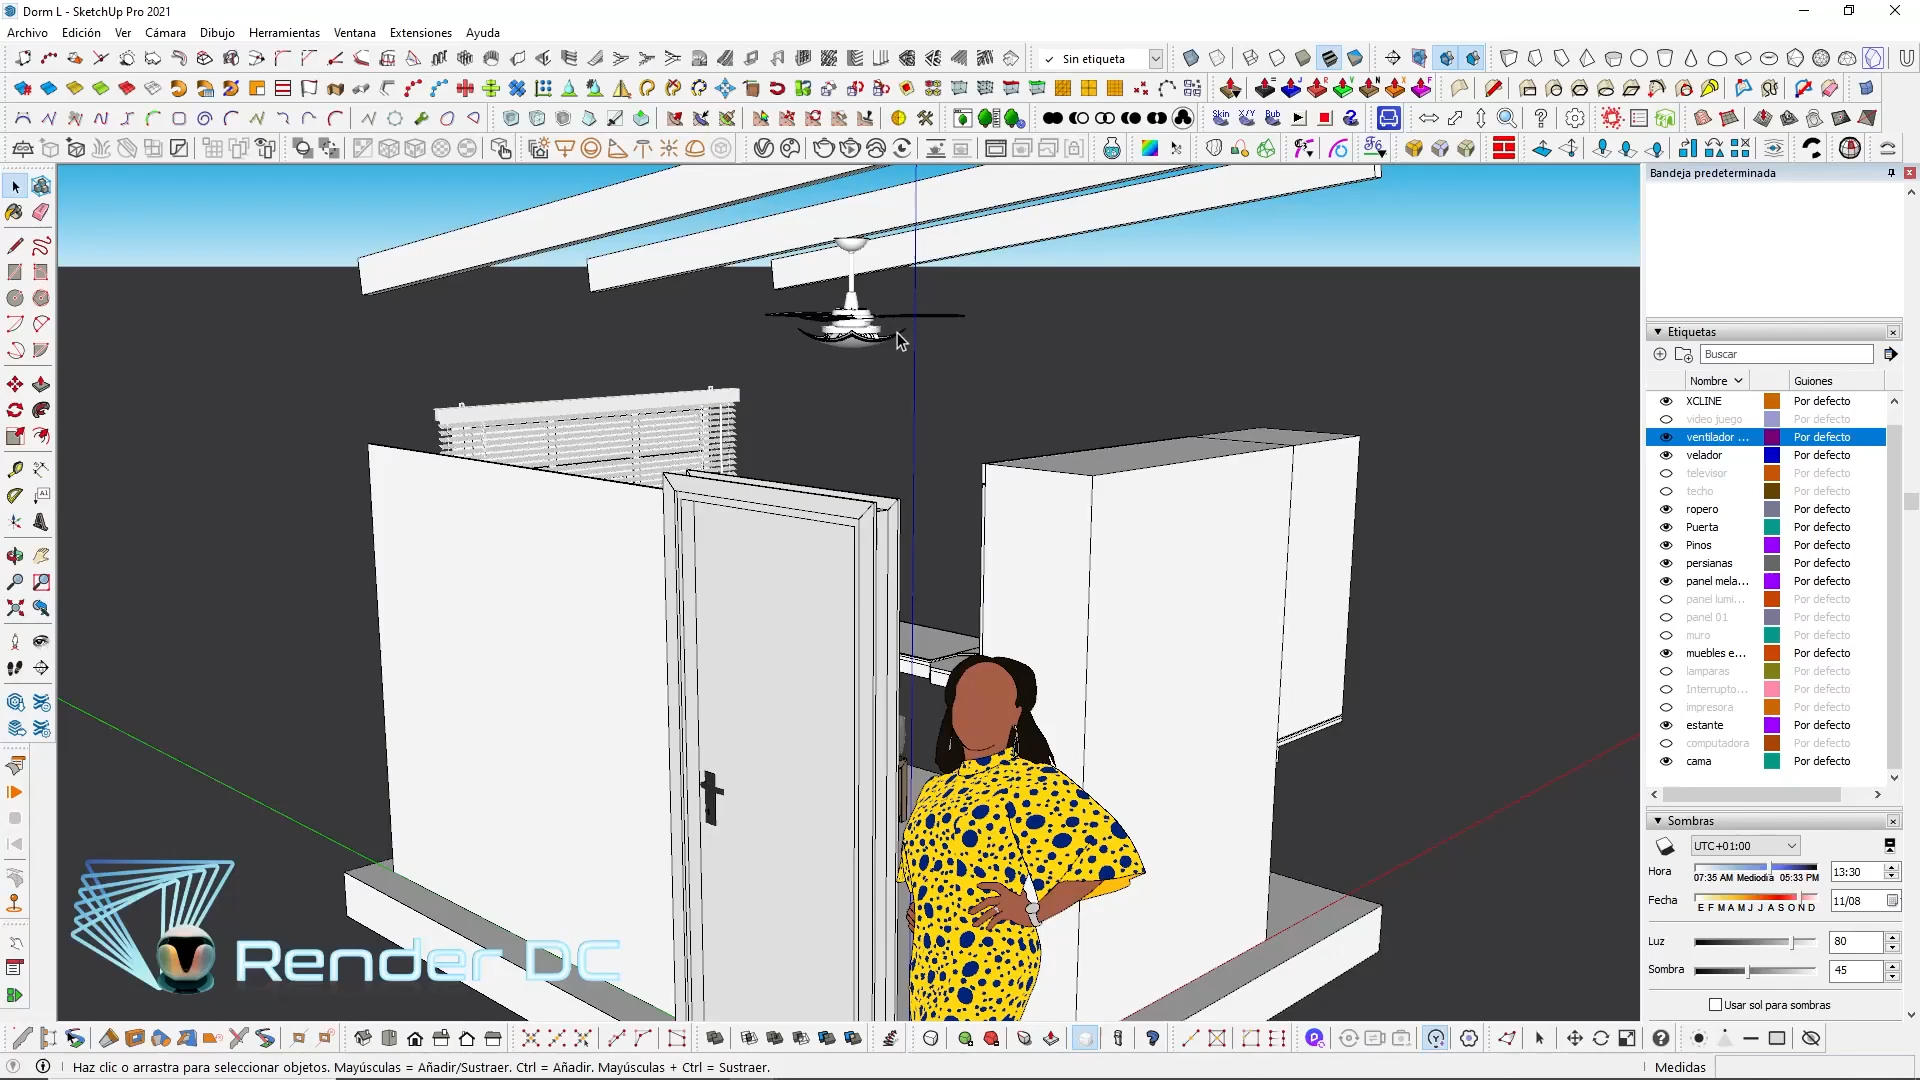 Dorm L - SketchUp Pro 2021
Archivo Edición Ver Cámara Dibujo Herramientas Ventana Extensiones Ayuda
Sin etiqueta
Skin X/Y Bub
Bandeja predeterminada
Etiquetas
Buscar
Nombre Guiones
XCLINE Por defecto
video juego Por defecto
ventilador ... Por defecto
velador Por defecto
televisor Por defecto
techo Por defecto
ropero Por defecto
Puerta Por defecto
Pinos Por defecto
persianas Por defecto
panel mela... Por defecto
panel lumi... Por defecto
panel 01 Por defecto
muro Por defecto
muebles e... Por defecto
lamparas Por defecto
Interrupto... Por defecto
impresora Por defecto
estante Por defecto
computadora Por defecto
cama Por defecto
Sombras
UTC+01:00
Hora 07:35 AM Mediodía 05:33 PM 13:30
Fecha E F M A M J J A S O N D 11/08
Luz 80
Sombra 45
Usar sol para sombras
Render DC
Haz clic o arrastra para seleccionar objetos. Mayúsculas = Añadir/Sustraer. Ctrl = Añadir. Mayúsculas + Ctrl = Sustraer.
Medidas